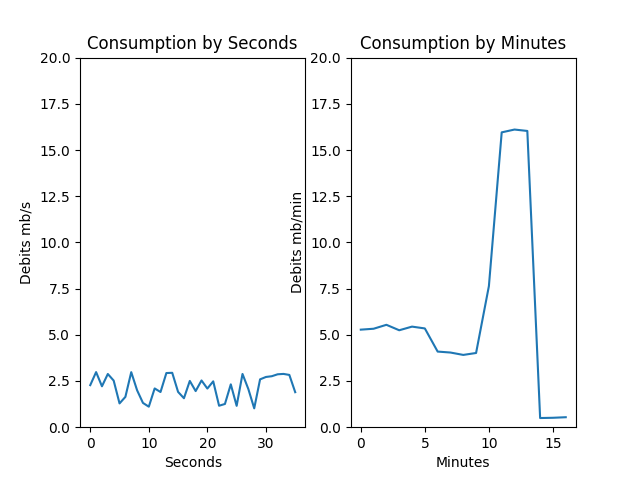 Consumption by Seconds
20.0
17.5
15.0
12.5
10.0
7.5
5.0
2.5
0.0
Debits mb/s
0 10 20 30
Seconds
Consumption by Minutes
20.0
17.5
15.0
12.5
10.0
7.5
5.0
2.5
0.0
Debits mb/min
0 5 10 15
Minutes